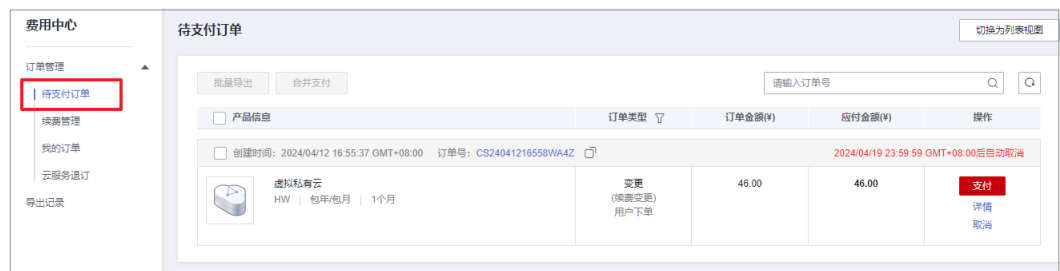 费用中心
订单管理
待支付订单
续费管理
我的订单
云服务退订
导出记录
待支付订单
切换为列表视图
批量导出 合并支付 请输入订单号
产品信息 订单类型 订单金额(¥) 应付金额(¥) 操作
创建时间：2024/04/12 16:55:37 GMT+08:00 订单号：CS24041216558WA4Z 2024/04/19 23:59:59 GMT+08:00后自动取消
虚拟私有云 变更 46.00 46.00 支付
HW | 包年/包月 | 1个月 (续费变更) 详情
用户下单 取消